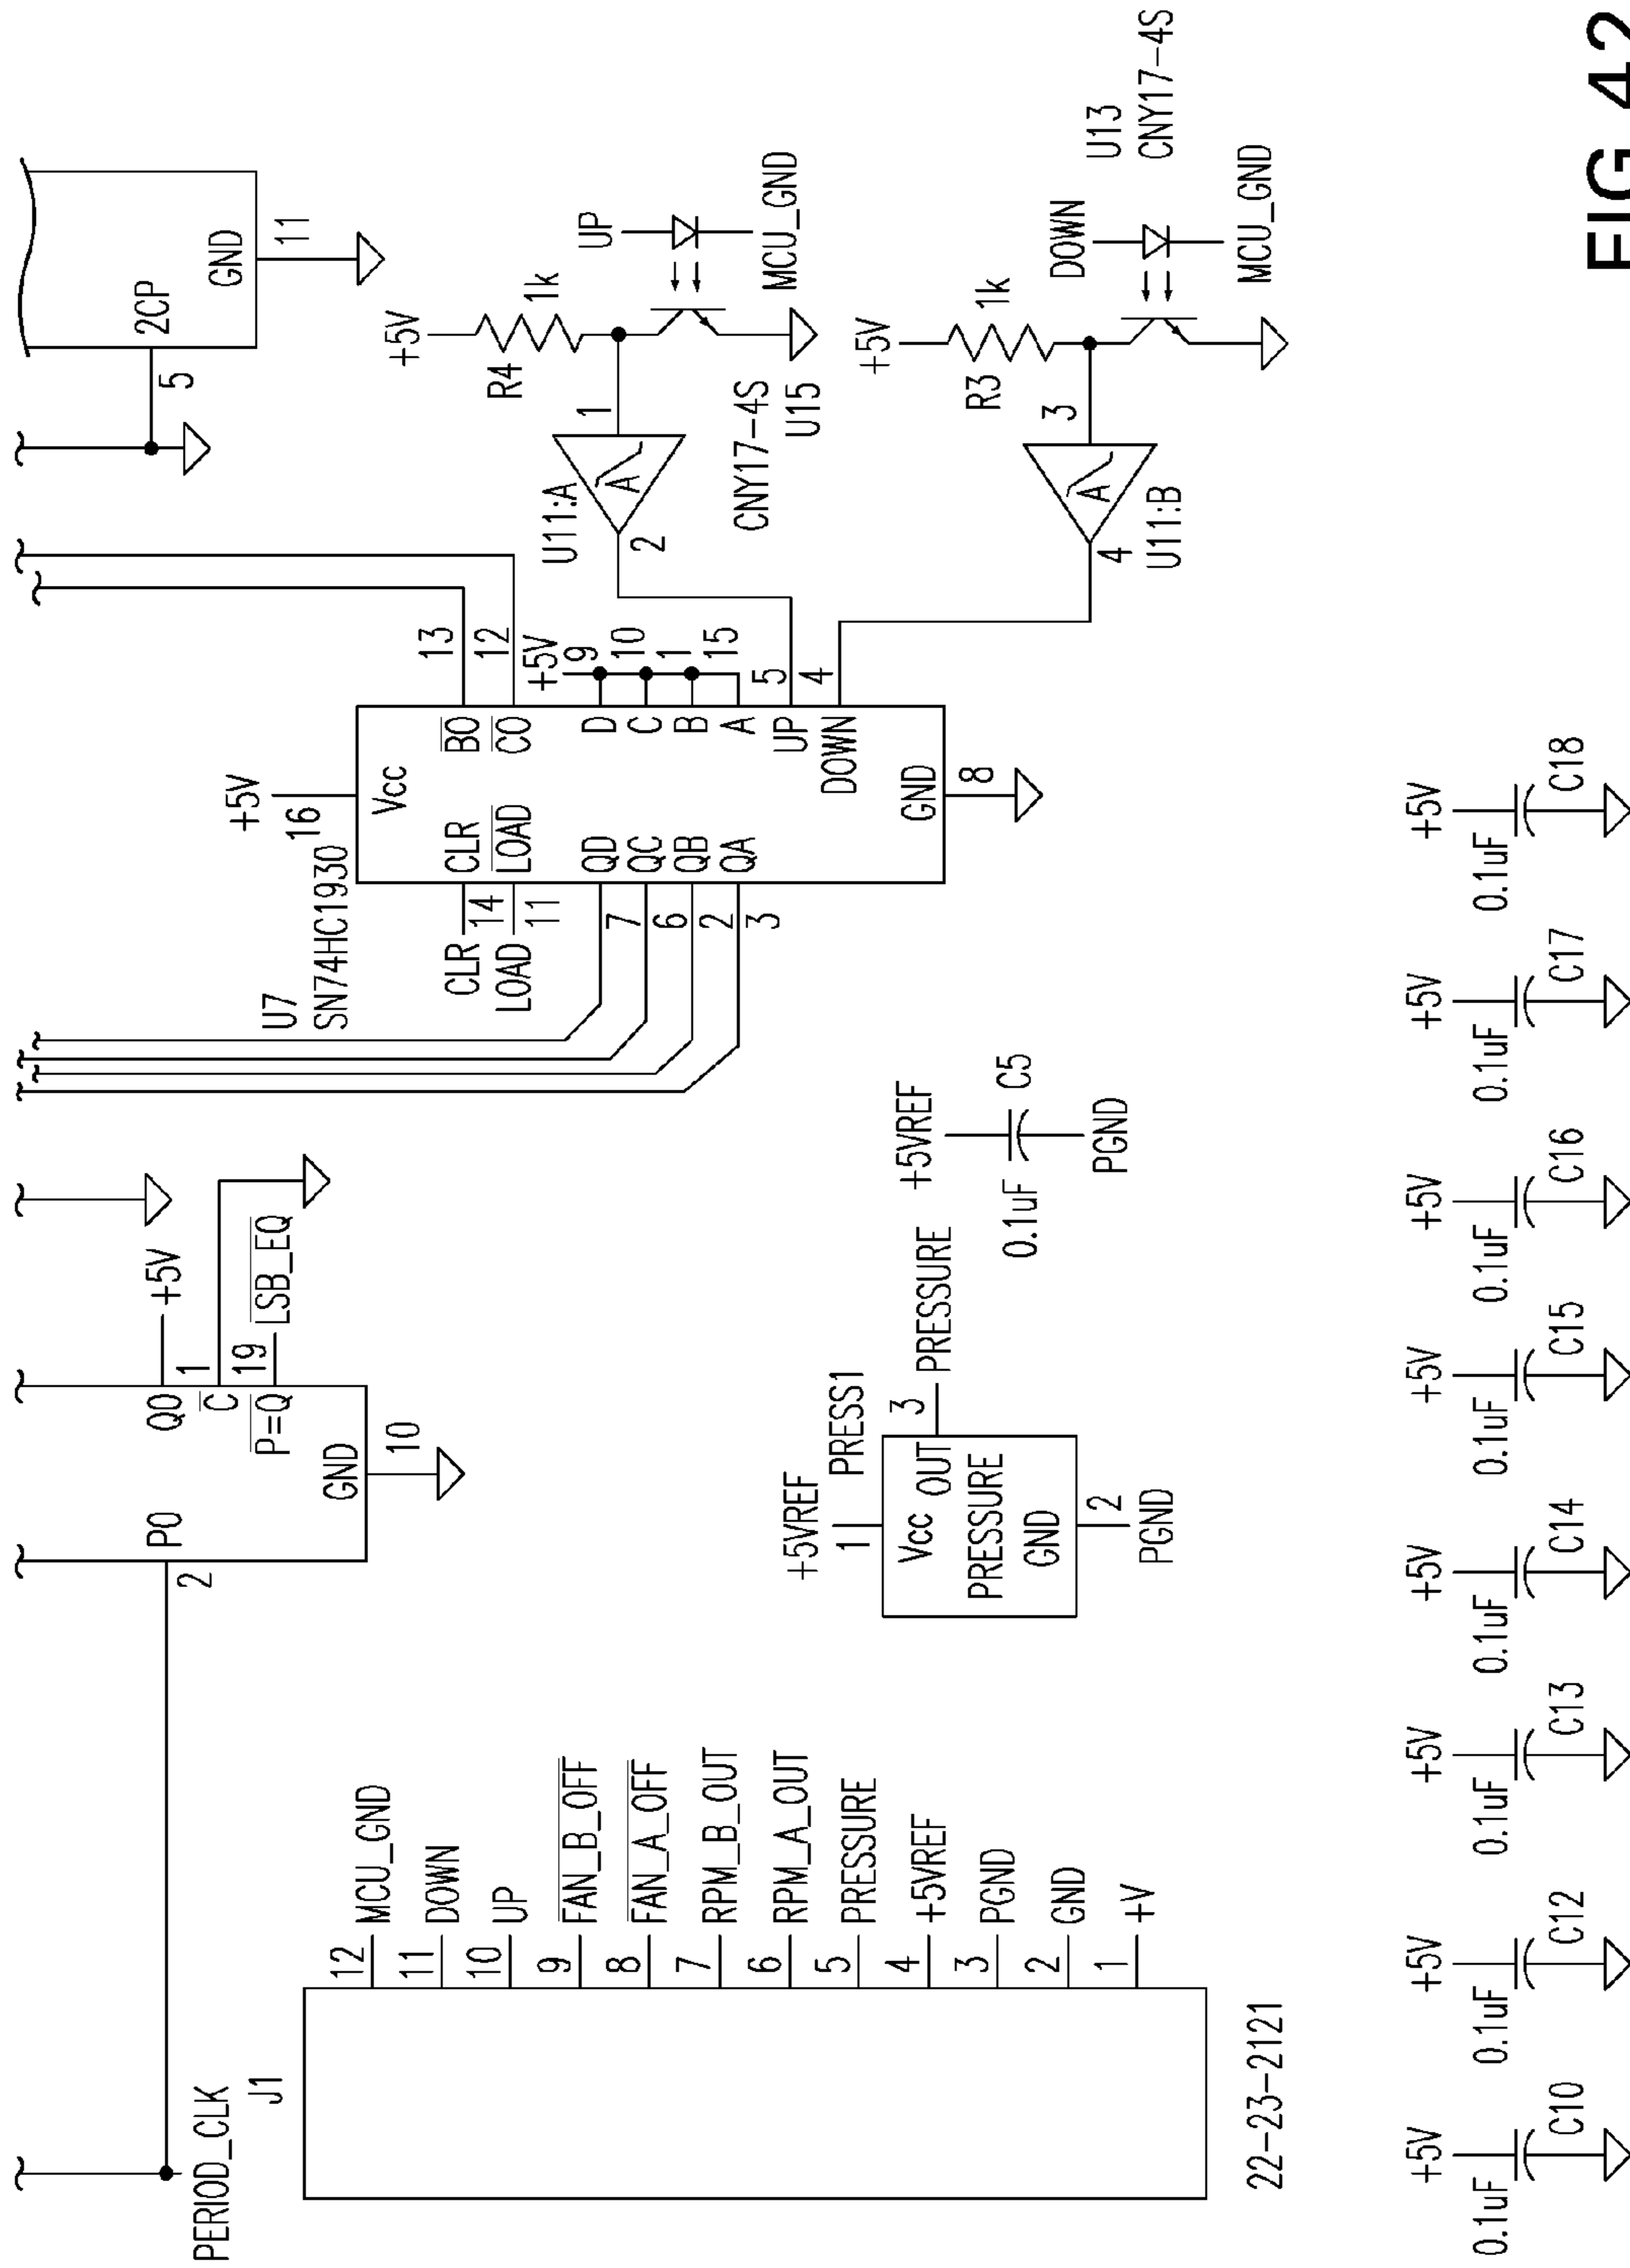 2CP
5
GND
11
+5V
R4
1k
1
UP
MCU_GND
U11:A
A
2
CNY17-4S
U15
+5V
R3
1k
3
DOWN
U13
CNY17-4S
MCU_GND
A
4
U11:B
U7
SN74HC1930
+5V
16
Vcc
CLR
14
CLR
LOAD
11
LOAD
QD
7
QC
6
QB
2
QA
3
BO
13
CO
12
+5V
D
9
C
10
B
1
A
15
UP
5
DOWN
4
GND
8
P0
2
Q0
+5V
C
1
P=Q
19
LSB_EQ
GND
10
PERIOD_CLK
J1
12
MCU_GND
11
DOWN
10
UP
9
FAN_B_OFF
8
FAN_A_OFF
7
RPM_B_OUT
6
RPM_A_OUT
5
PRESSURE
4
+5VREF
3
PGND
2
GND
1
+V
22-23-2121
+5VREF
1
PRESS1
Vcc
OUT
3
PRESSURE
PRESSURE
GND
2
PGND
+5VREF
0.1uF
C5
PGND
+5V
0.1uF
C10
+5V
0.1uF
C12
+5V
0.1uF
C13
+5V
0.1uF
C14
+5V
0.1uF
C15
+5V
0.1uF
C16
+5V
0.1uF
C17
+5V
0.1uF
C18
FIG 42